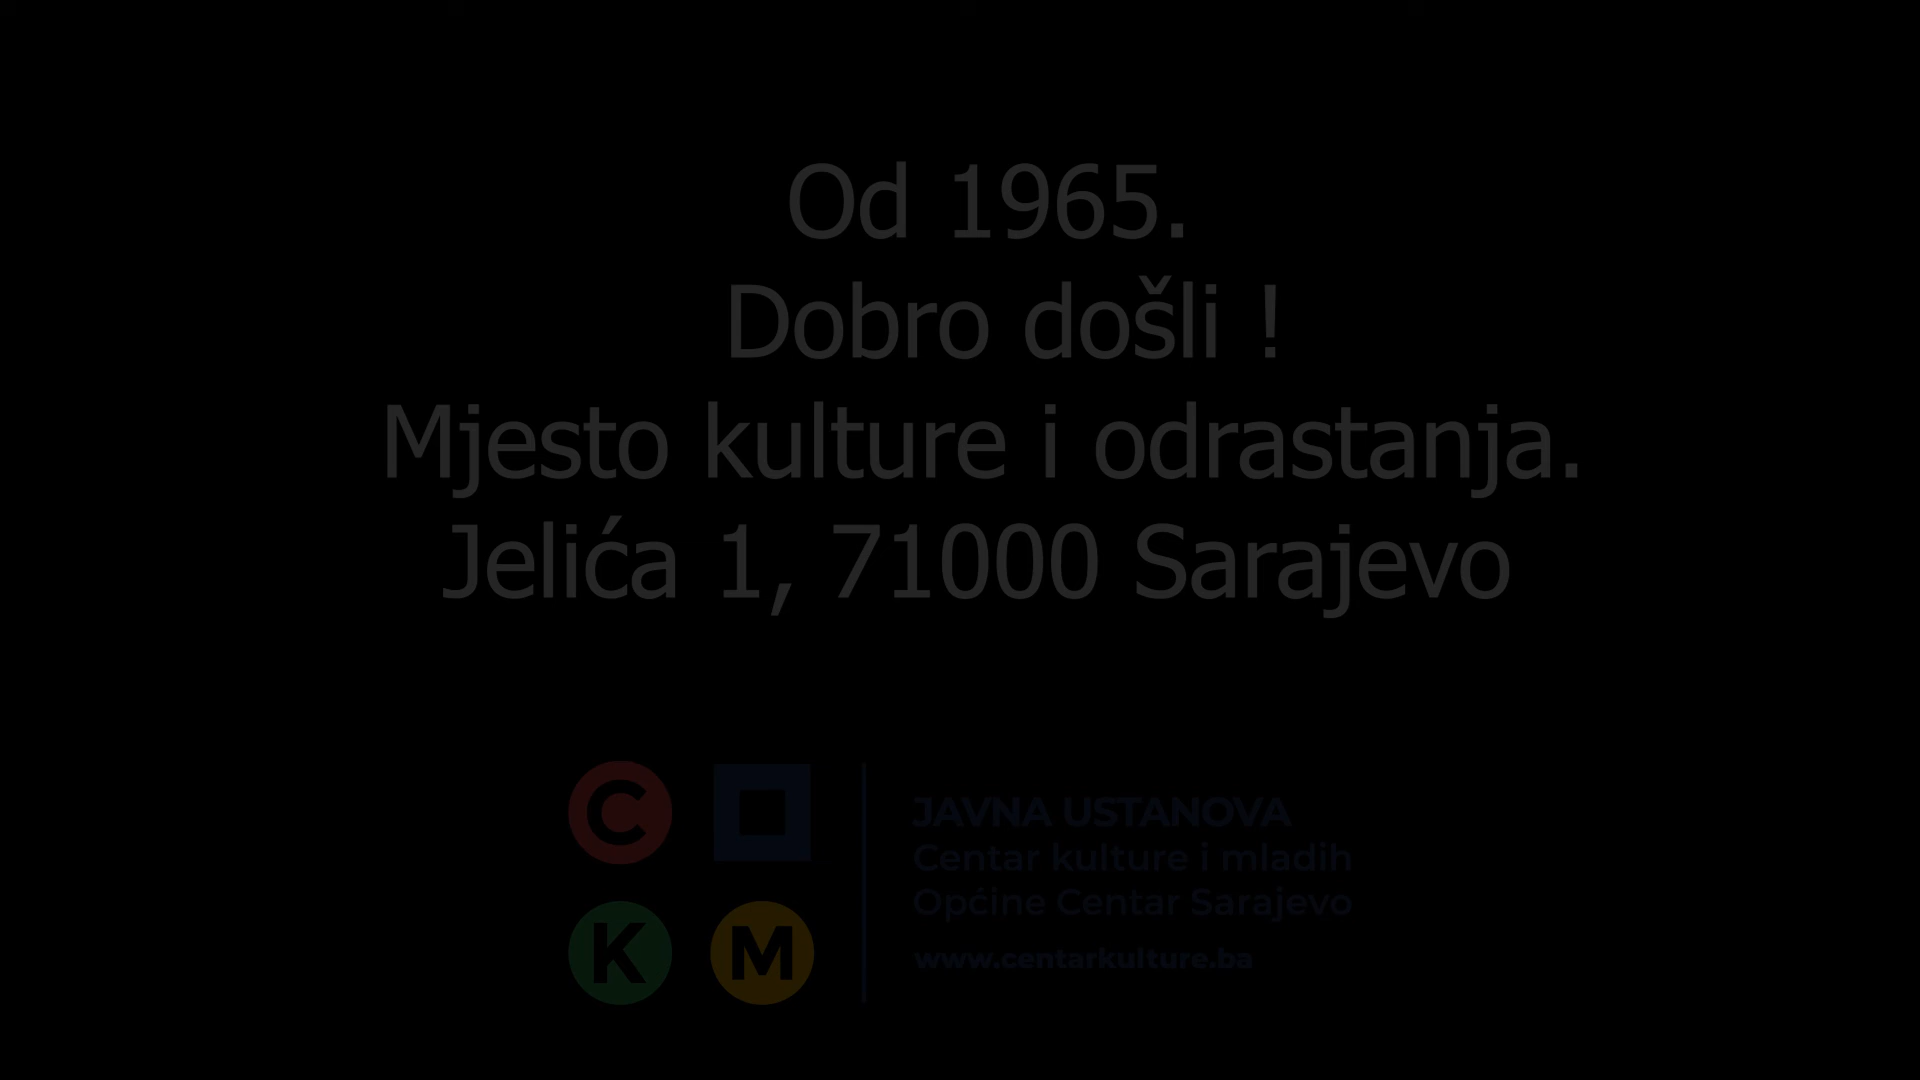 Od 1965.
Dobro došli !
Mjesto kulture i odrastanja.
Jelića 1, 71000 Sarajevo
C
K M
JAVNA USTANOVA
Centar kulture i mladih
Općine Centar Sarajevo
www.centarkulture.ba